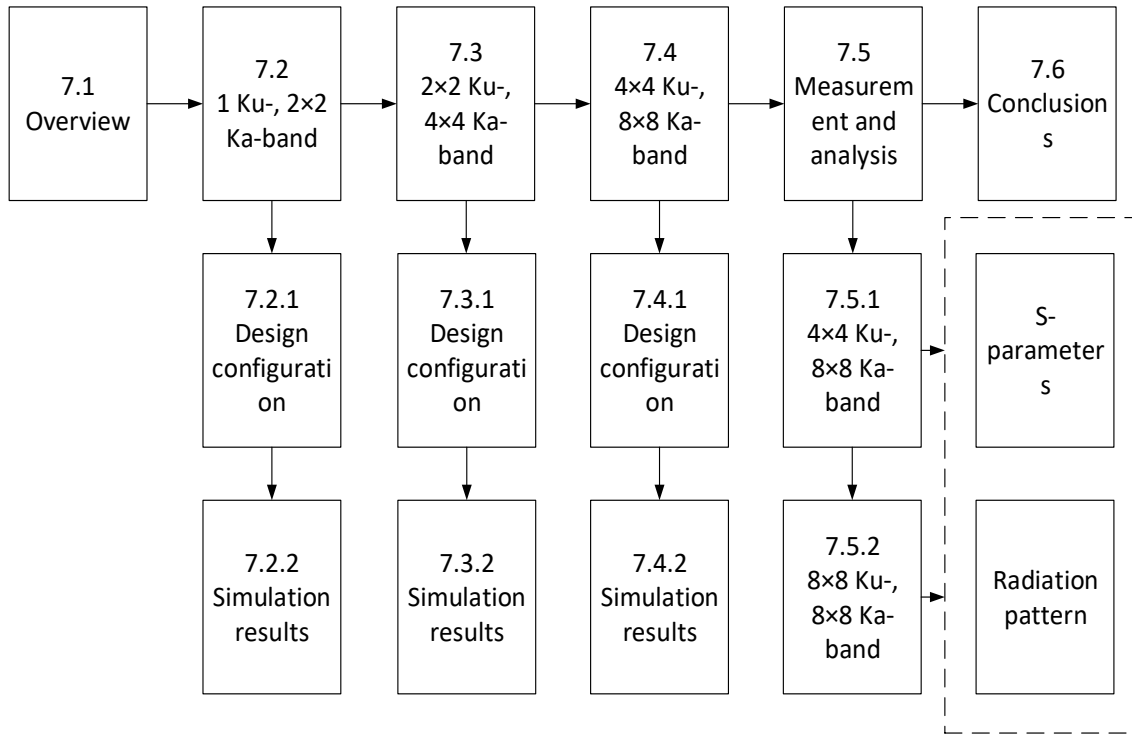 7.1
Overview
7.2
1 Ku-, 2×2
Ka-band
7.3
2×2 Ku-,
4×4 Ka-
band
7.4
4×4 Ku-,
8×8 Ka-
band
7.5
Measurem
ent and
analysis
7.6
Conclusion
s
7.2.1
Design
configurati
on
7.3.1
Design
configurati
on
7.4.1
Design
configurati
on
7.5.1
4×4 Ku-,
8×8 Ka-
band
S-
parameter
s
7.2.2
Simulation
results
7.3.2
Simulation
results
7.4.2
Simulation
results
7.5.2
8×8 Ku-,
8×8 Ka-
band
Radiation
pattern